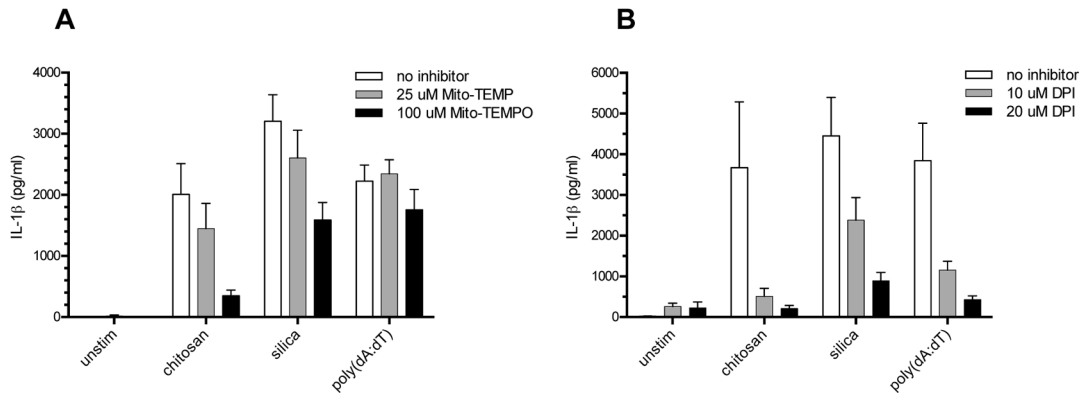 A
B
IL-1β (pg/ml)
4000
3000
2000
1000
0
no inhibitor
25 uM Mito-TEMP
100 uM Mito-TEMPO
unstim
chitosan
silica
poly(dA:dT)
IL-1β (pg/ml)
6000
5000
4000
3000
2000
1000
0
no inhibitor
10 uM DPI
20 uM DPI
unstim
chitosan
silica
poly(dA:dT)